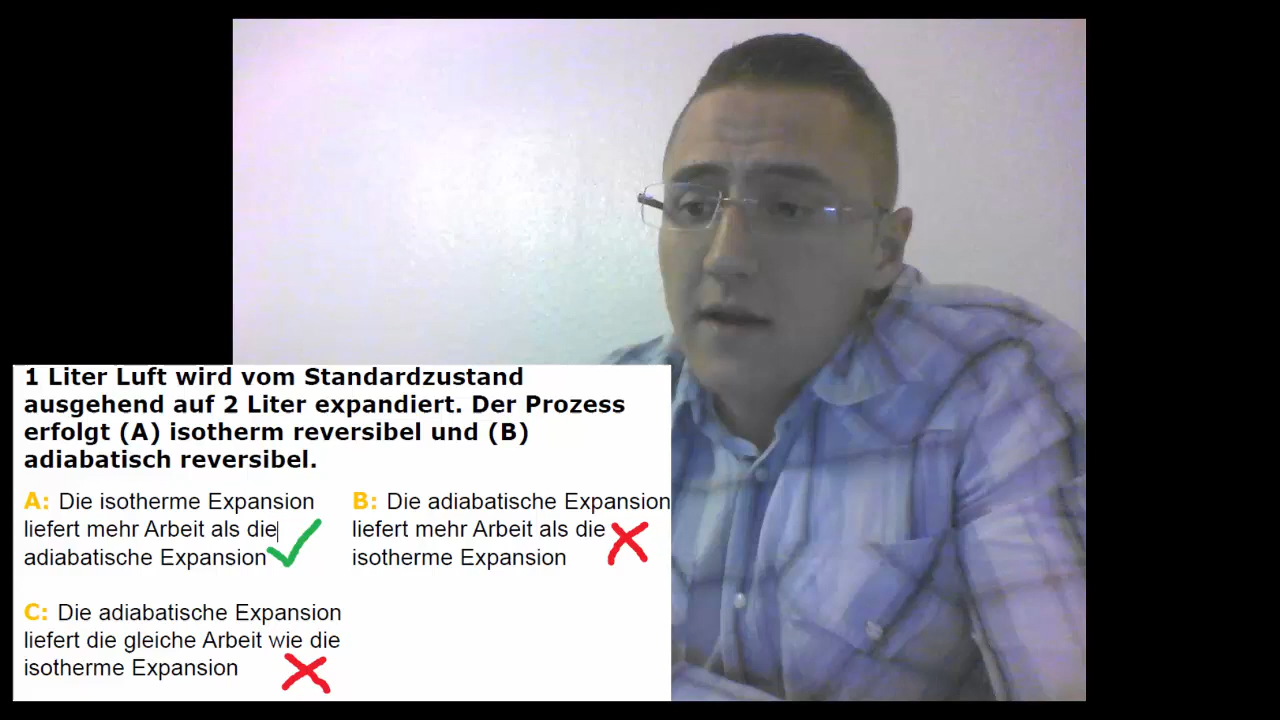 1 Liter Luft wird vom Standardzustand
ausgehend auf 2 Liter expandiert. Der Prozess
erfolgt (A) isotherm reversibel und (B)
adiabatisch reversibel.
A: Die isotherme Expansion
liefert mehr Arbeit als die
adiabatische Expansion
B: Die adiabatische Expansion
liefert mehr Arbeit als die
isotherme Expansion
C: Die adiabatische Expansion
liefert die gleiche Arbeit wie die
isotherme Expansion